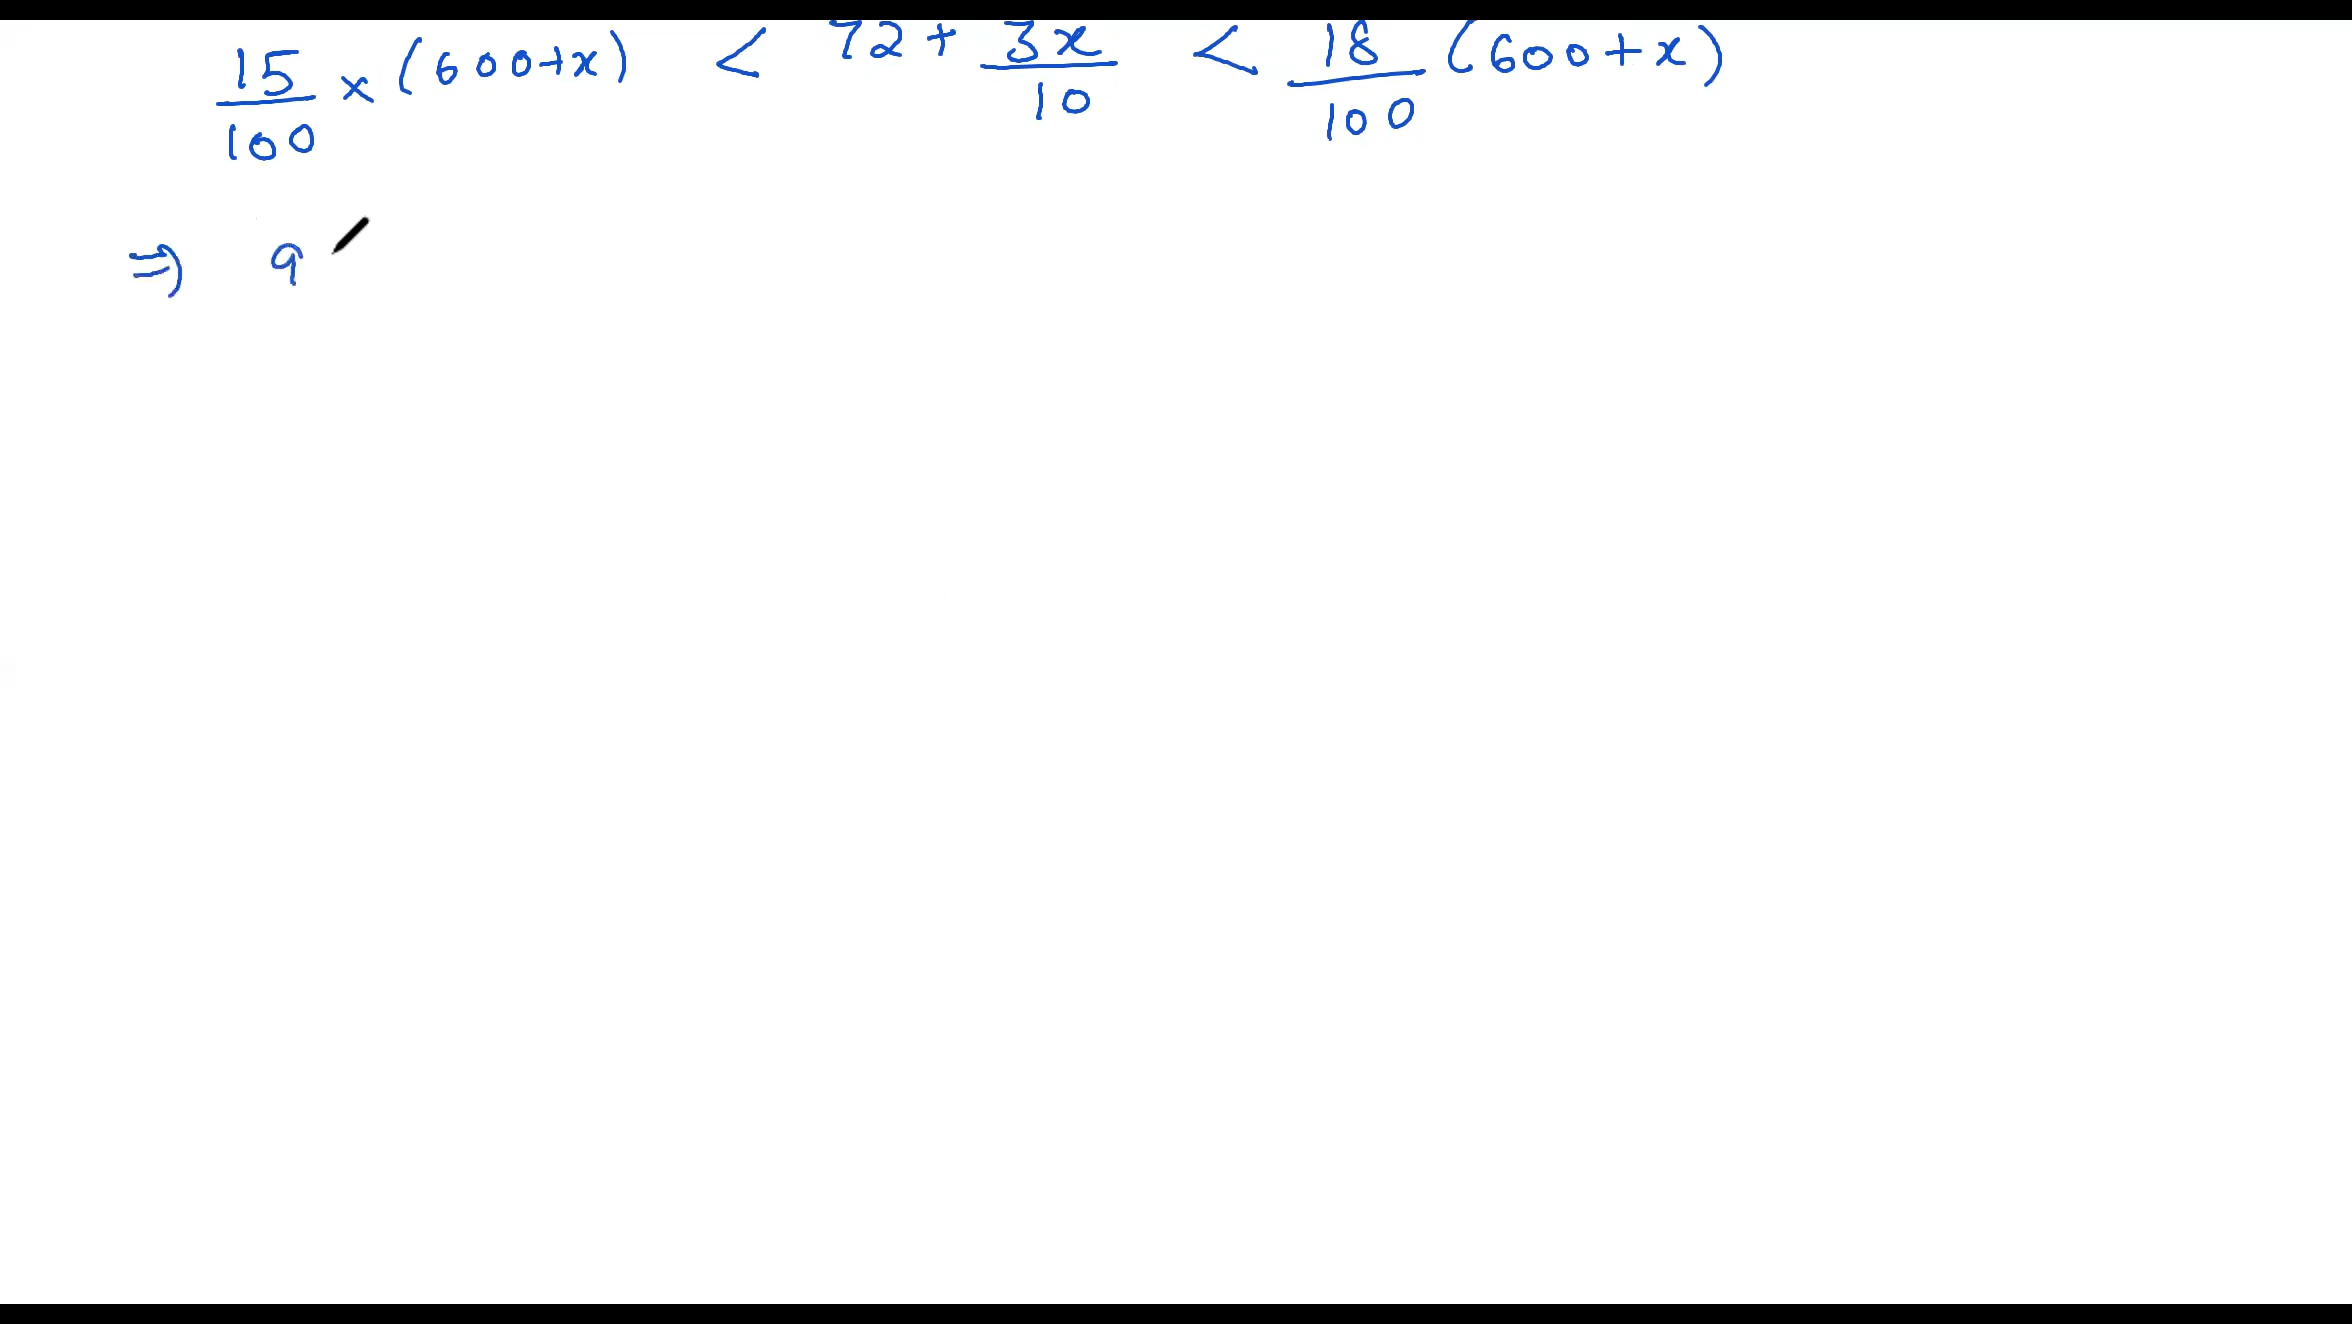 15/100 × (600+x) < 72 + 3x/10 < 18/100 (600+x)
⇒ 9